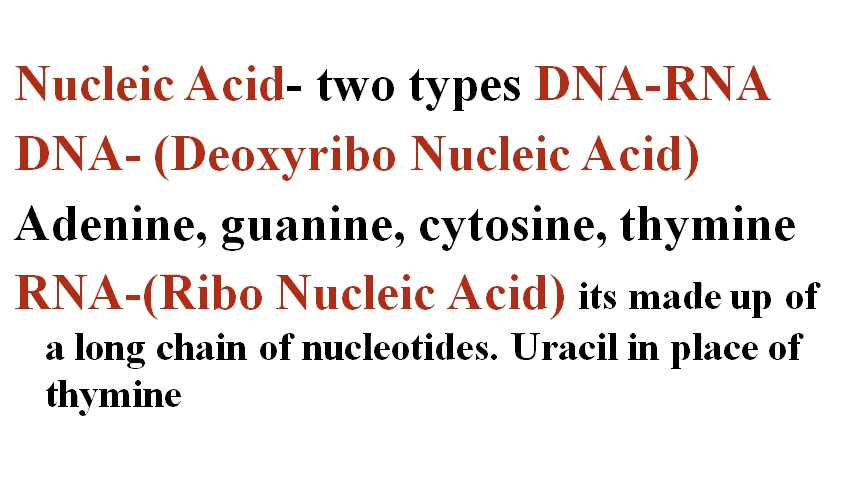 Nucleic Acid- two types DNA-RNA
DNA- (Deoxyribo Nucleic Acid)
Adenine, guanine, cytosine, thymine
RNA-(Ribo Nucleic Acid) its made up of
a long chain of nucleotides. Uracil in place of
thymine